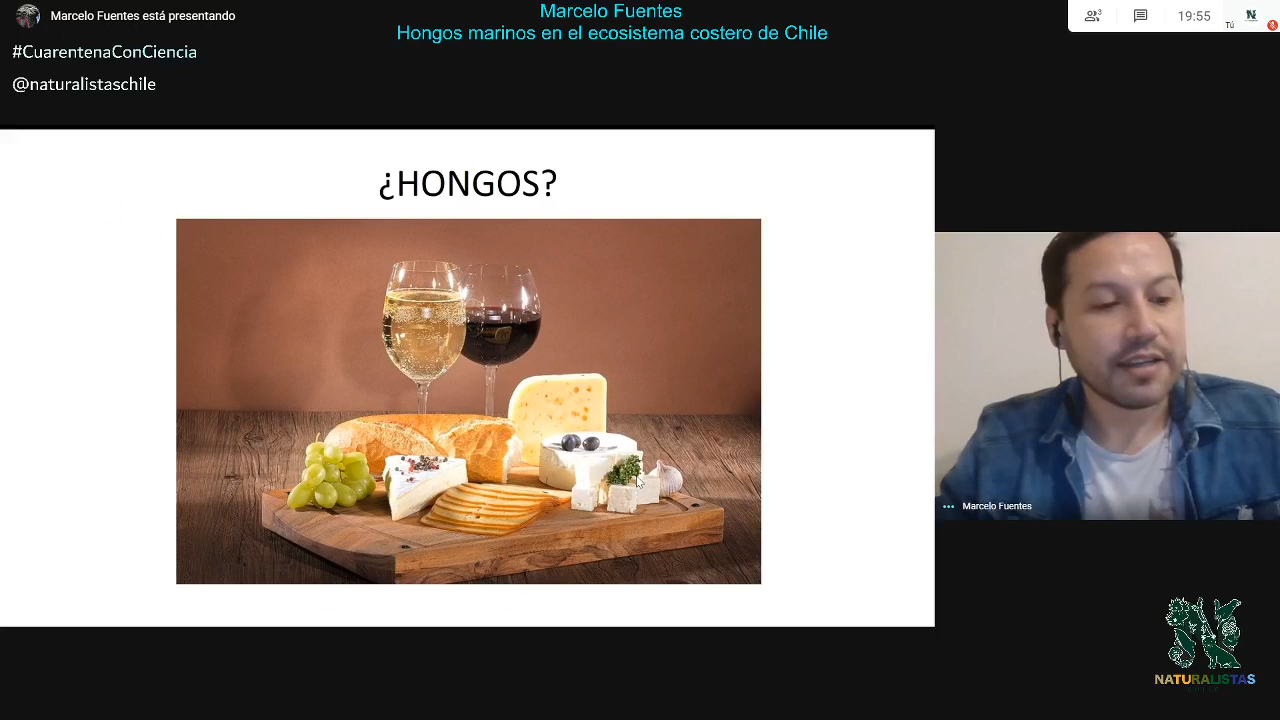 Marcelo Fuentes está presentando
Marcelo Fuentes
Hongos marinos en el ecosistema costero de Chile
3
19:55
Tú
#CuarentenaConCiencia
@naturalistaschile
¿HONGOS?
Marcelo Fuentes
NATURALISTAS